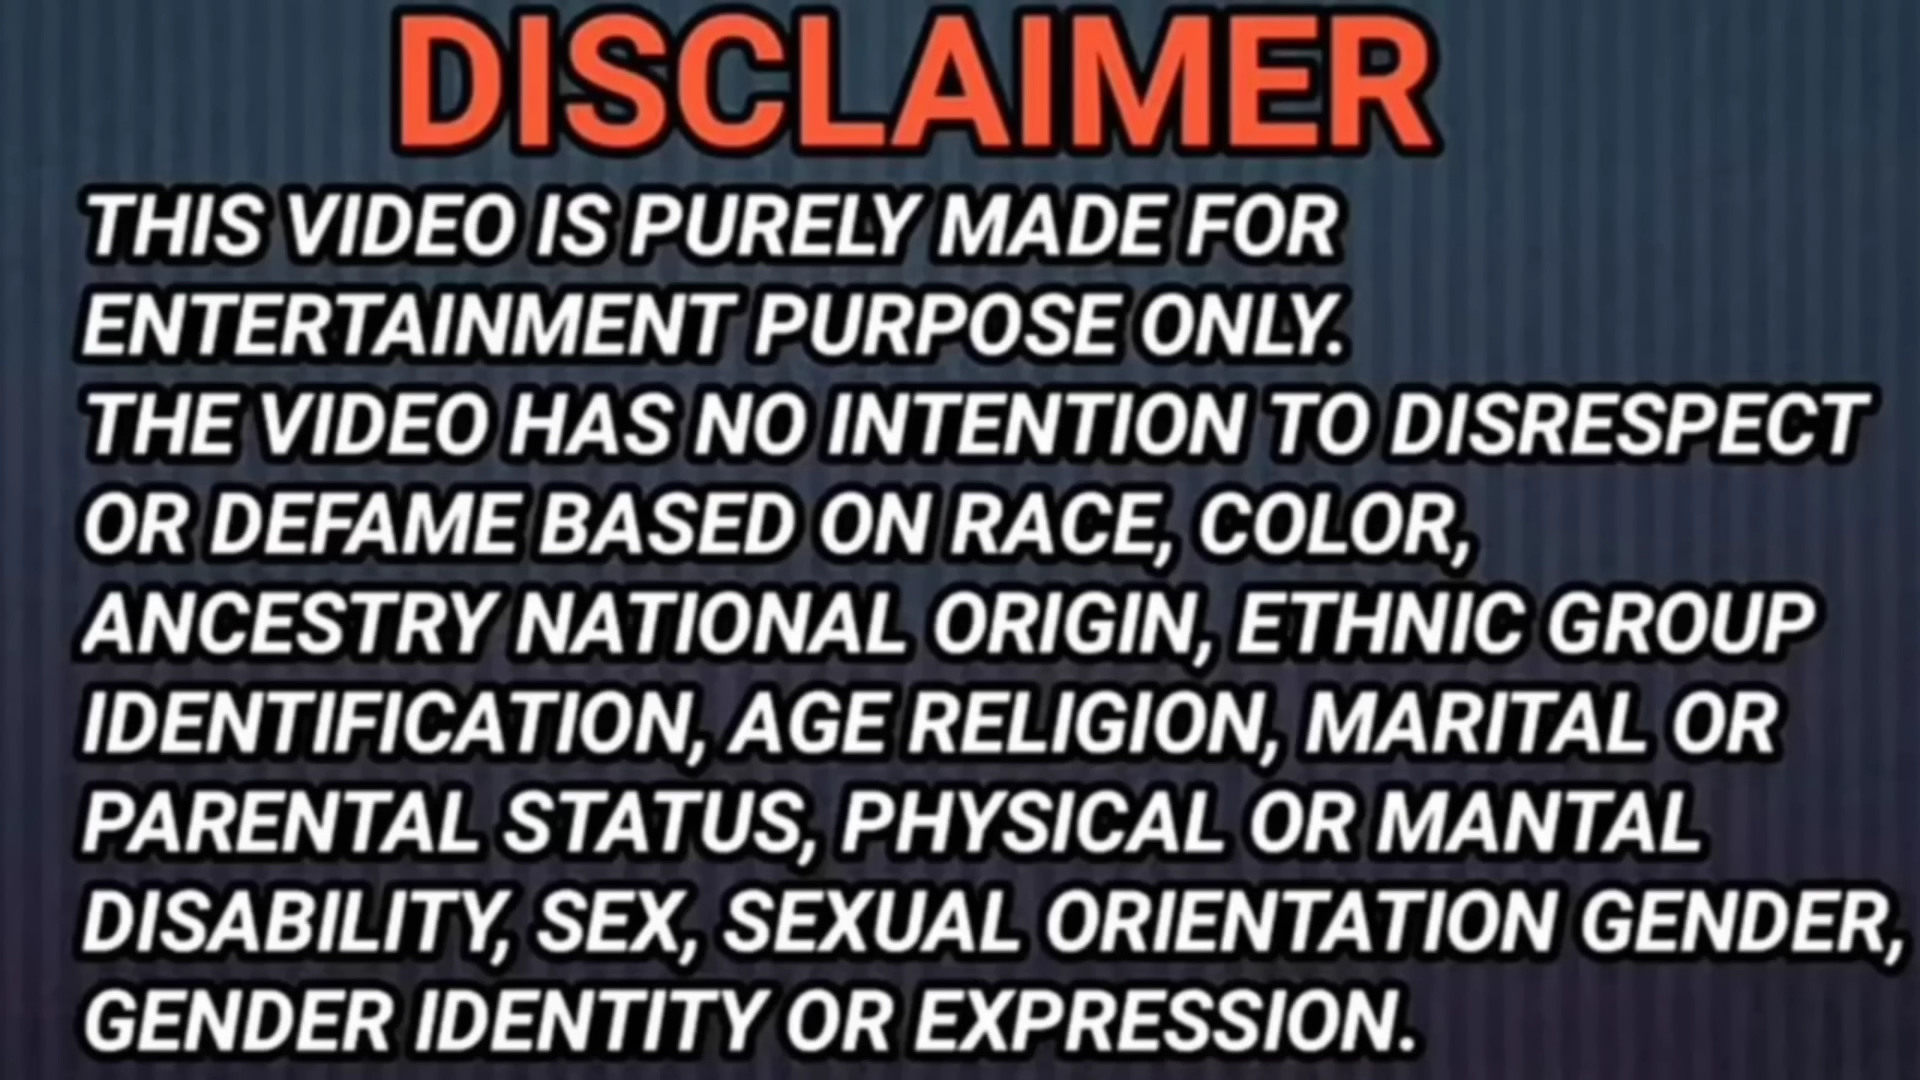 DISCLAIMER
THIS VIDEO IS PURELY MADE FOR
ENTERTAINMENT PURPOSE ONLY.
THE VIDEO HAS NO INTENTION TO DISRESPECT
OR DEFAME BASED ON RACE, COLOR,
ANCESTRY NATIONAL ORIGIN, ETHNIC GROUP
IDENTIFICATION, AGE RELIGION, MARITAL OR
PARENTAL STATUS, PHYSICAL OR MANTAL
DISABILITY, SEX, SEXUAL ORIENTATION GENDER,
GENDER IDENTITY OR EXPRESSION.